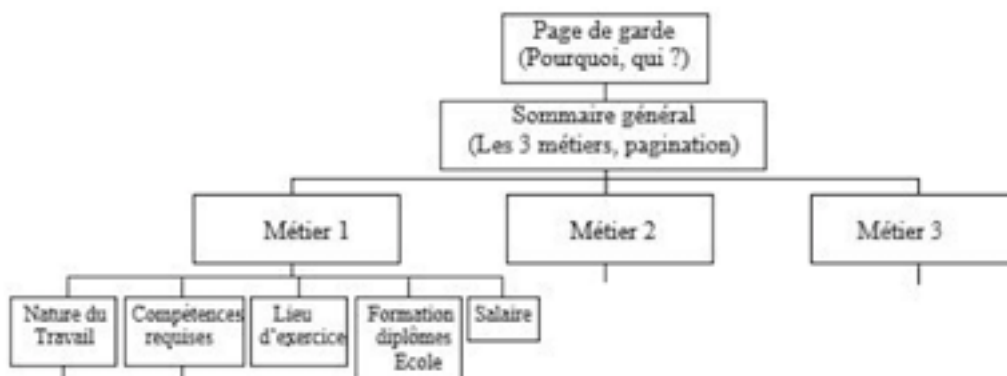 Page de garde
(Pourquoi, qui ?)
Sommaire général
(Les 3 métiers, pagination)
Métier 1
Métier 2
Métier 3
Nature du
Travail
Compétences
requises
Lieu
d'exercice
Formation
diplômes
Ecole
Salaire